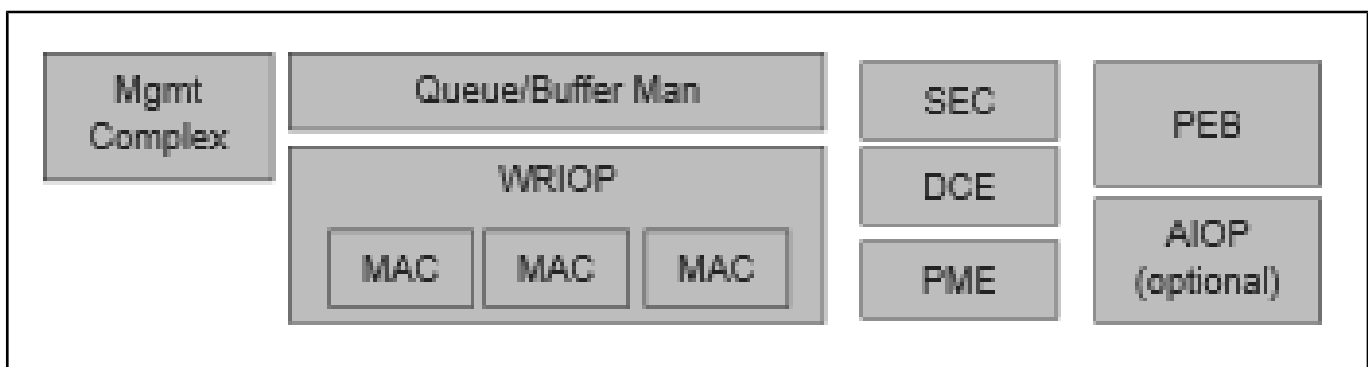 Mgmt
Complex
Queue/Buffer Man
WRIOP
MAC MAC MAC
SEC
DCE
PME
PEB
AIOP
(optional)